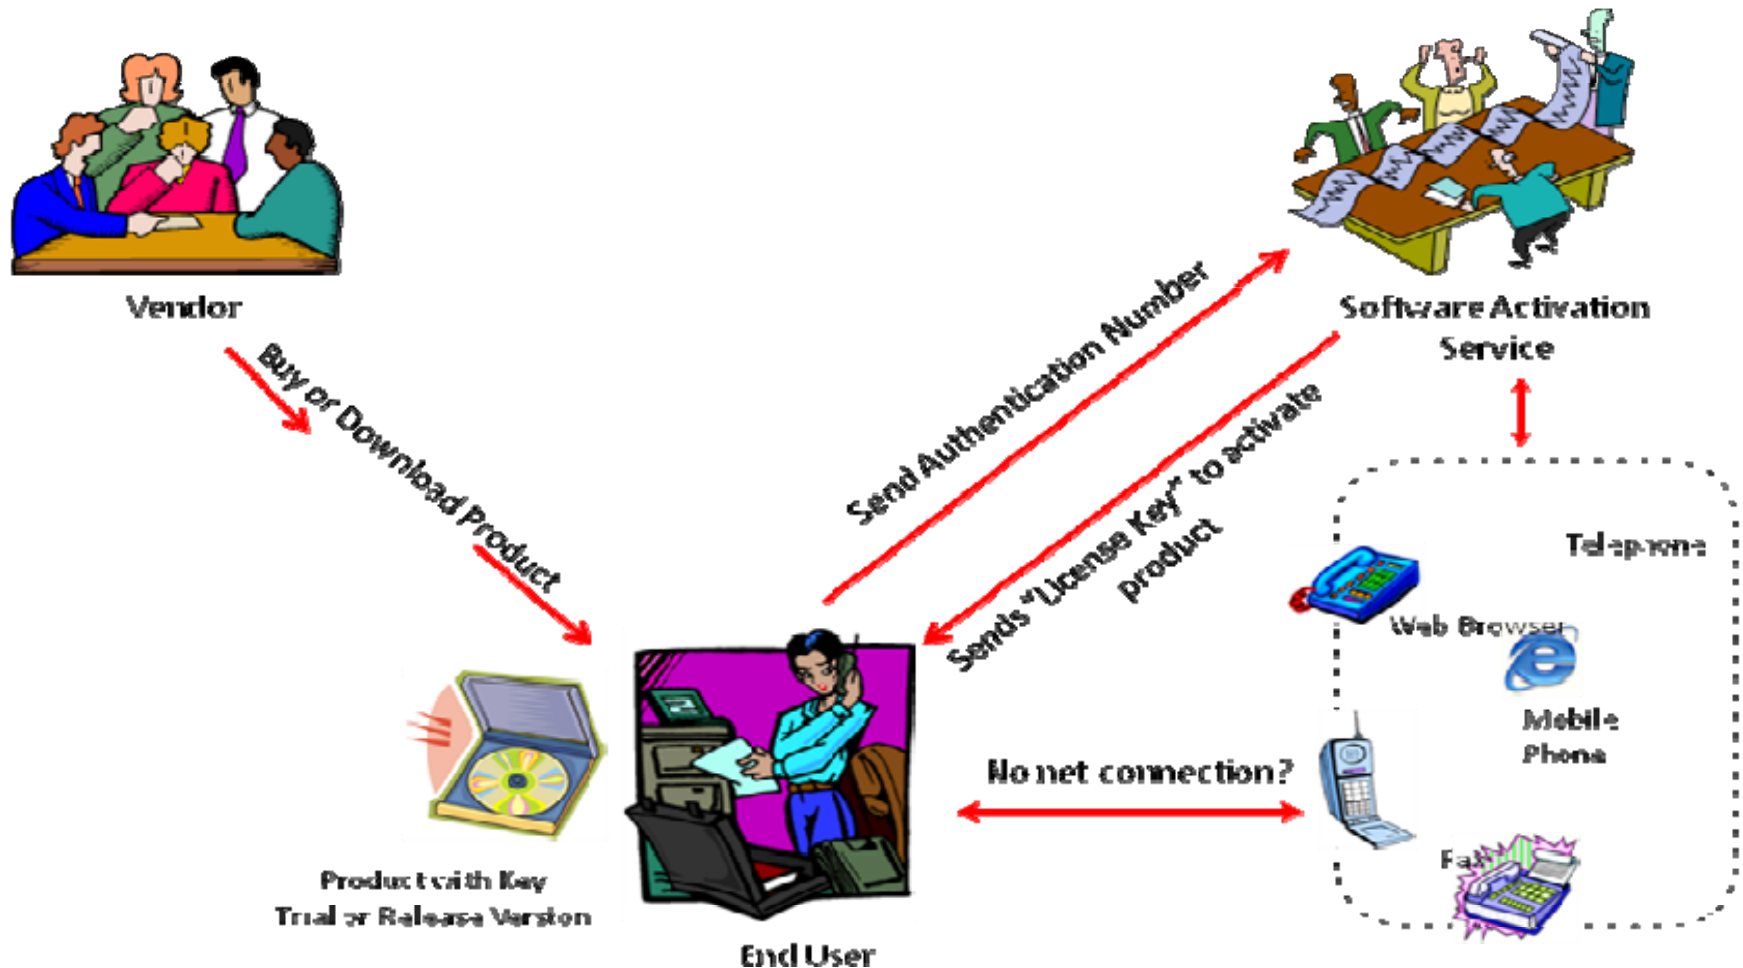 Vendor
Software Activation
Service
Buy or Download Product
Send Authentication Number
Sends "License Key" to activate
product
Telephone
Web Browser
Mobile
Phone
No net connection?
Fax
Product with Key
Trial or Release Version
End User